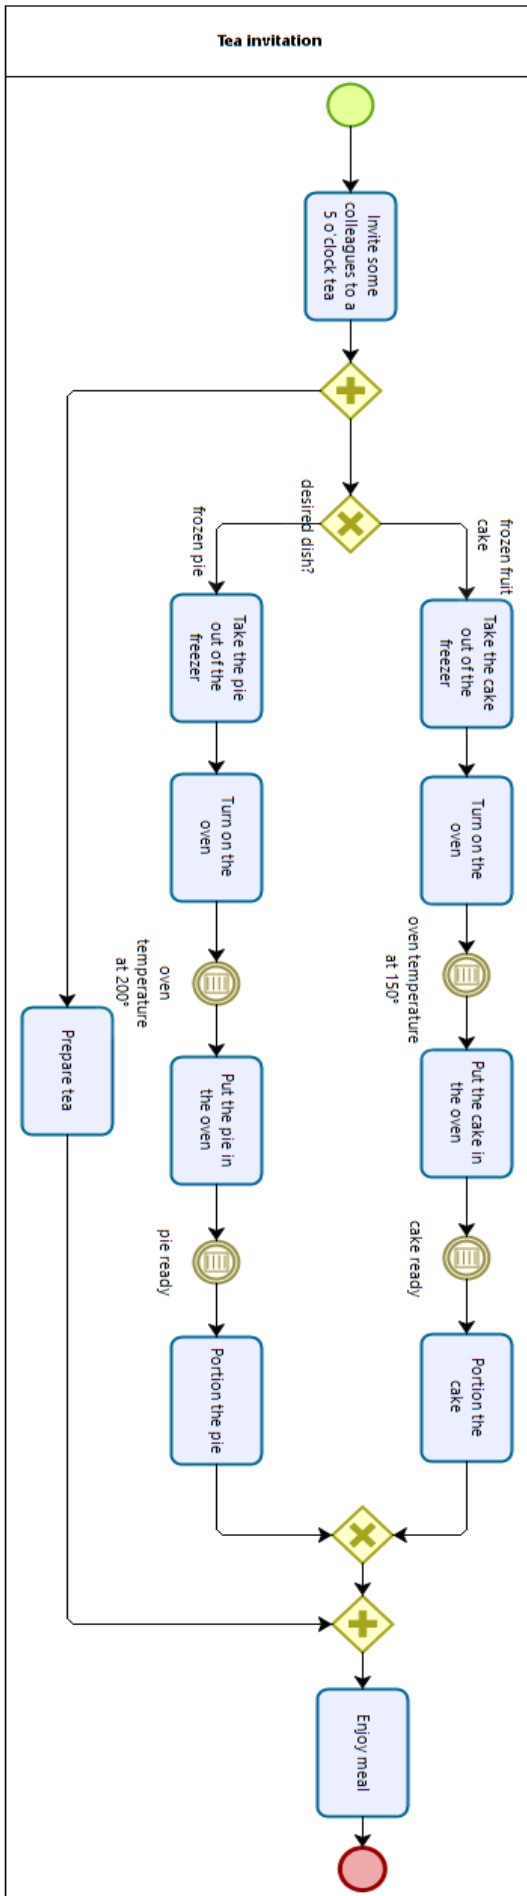 Tea invitation
Invite some
colleagues to a
5 o'clock tea
desired dish?
frozen fruit
cake
Take the cake
out of the
freezer
Turn on the
oven
oven temperature
at 150°
Put the cake in
the oven
cake ready
Portion the
cake
frozen pie
Take the pie
out of the
freezer
Turn on the
oven
oven
temperature
at 200°
Put the pie in
the oven
pie ready
Portion the pie
Prepare tea
Enjoy meal